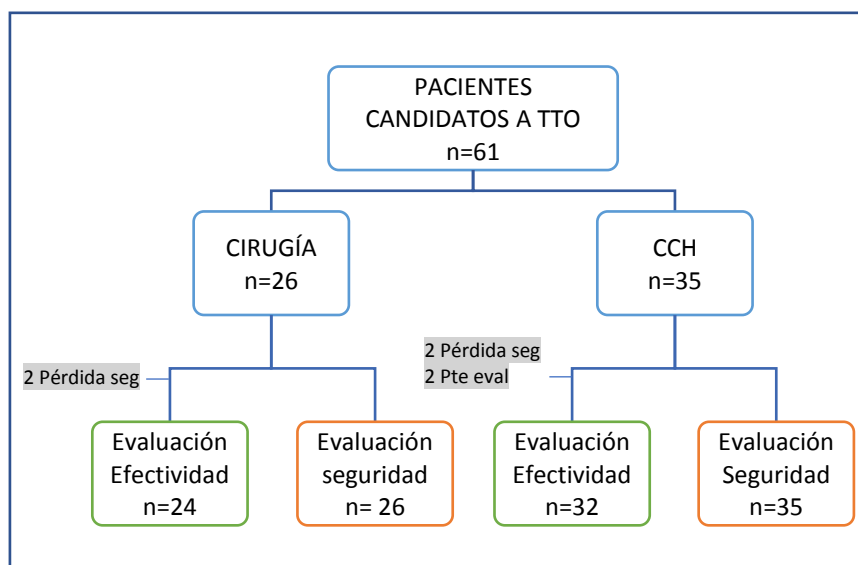 PACIENTES
CANDIDATOS A TTO
n=61
CIRUGÍA
n=26
CCH
n=35
2 Pérdida seg
2 Pérdida seg
2 Pte eval
Evaluación
Efectividad
n=24
Evaluación
seguridad
n= 26
Evaluación
Efectividad
n=32
Evaluación
Seguridad
n=35